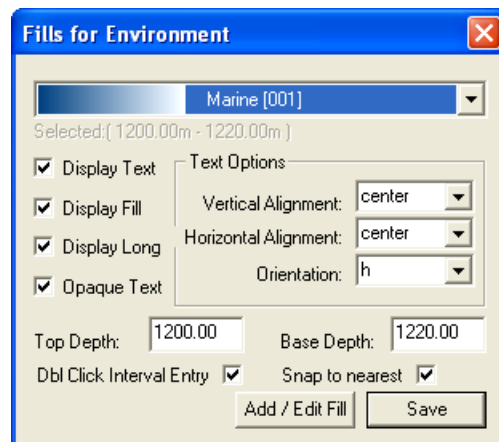 Fills for Environment
Marine [001]
Selected:( 1200.00m - 1220.00m )
Display Text
Display Fill
Display Long
Opaque Text
Text Options
Vertical Alignment: center
Horizontal Alignment: center
Orientation: h
Top Depth: 1200.00 Base Depth: 1220.00
Dbl Click Interval Entry Snap to nearest
Add / Edit Fill Save